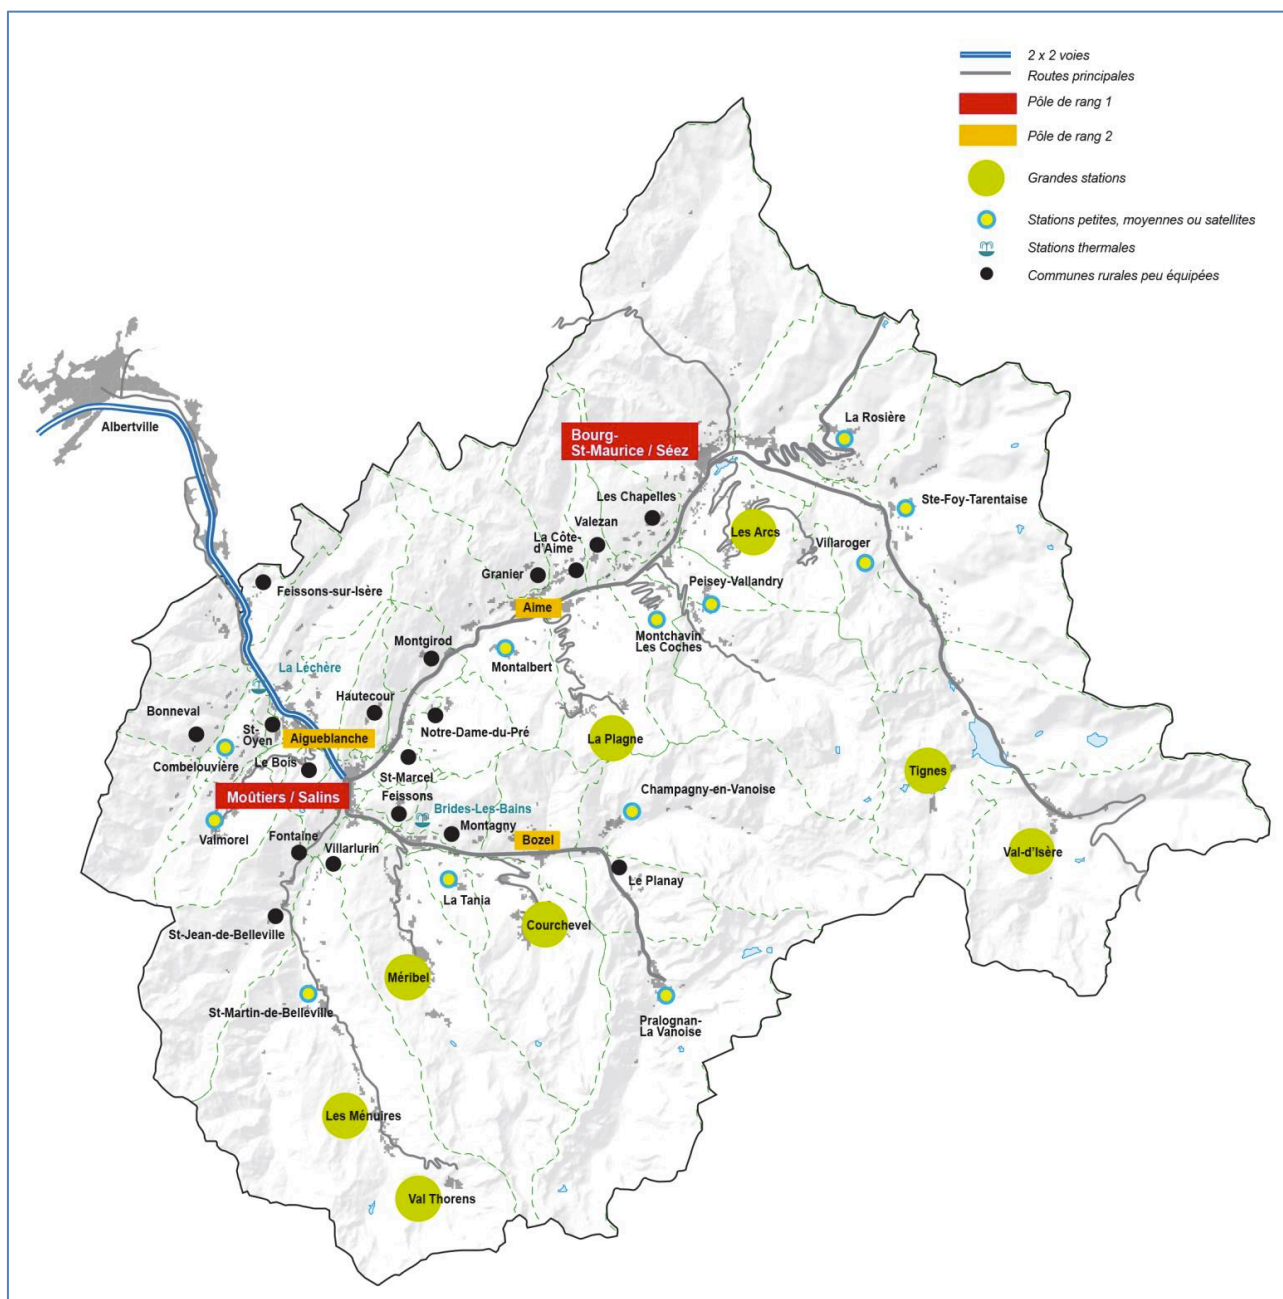 2 x 2 voies
Routes principales
Pôle de rang 1
Pôle de rang 2
Grandes stations
Stations petites, moyennes ou satellites
Stations thermales
Communes rurales peu équipées
Albertville
La Rosière
Bourg-
St-Maurice / Séez
Les Chapelles
Ste-Foy-Tarentaise
Valezan
Les Arcs
La Côte-
d'Aime
Villaroger
Granier
Peisey-Vallandry
Feissons-sur-Isère
Aime
Montchavin
Les Coches
Montgirod
Montalbert
La Léchère
Hautecour
Bonneval
St-
Oyen
Notre-Dame-du-Pré
Aigueblanche
La Plagne
Combelouvière
Le Bois
St-Marcel
Tignes
Feissons
Champagny-en-Vanoise
Moûtiers / Salins
Brides-Les-Bains
Montagny
Valmorel
Fontaine
Bozel
Val-d'Isère
Villarlurin
Le Planay
La Tania
Courchevel
St-Jean-de-Belleville
Méribel
St-Martin-de-Belleville
Pralognan-
La Vanoise
Les Ménuires
Val Thorens